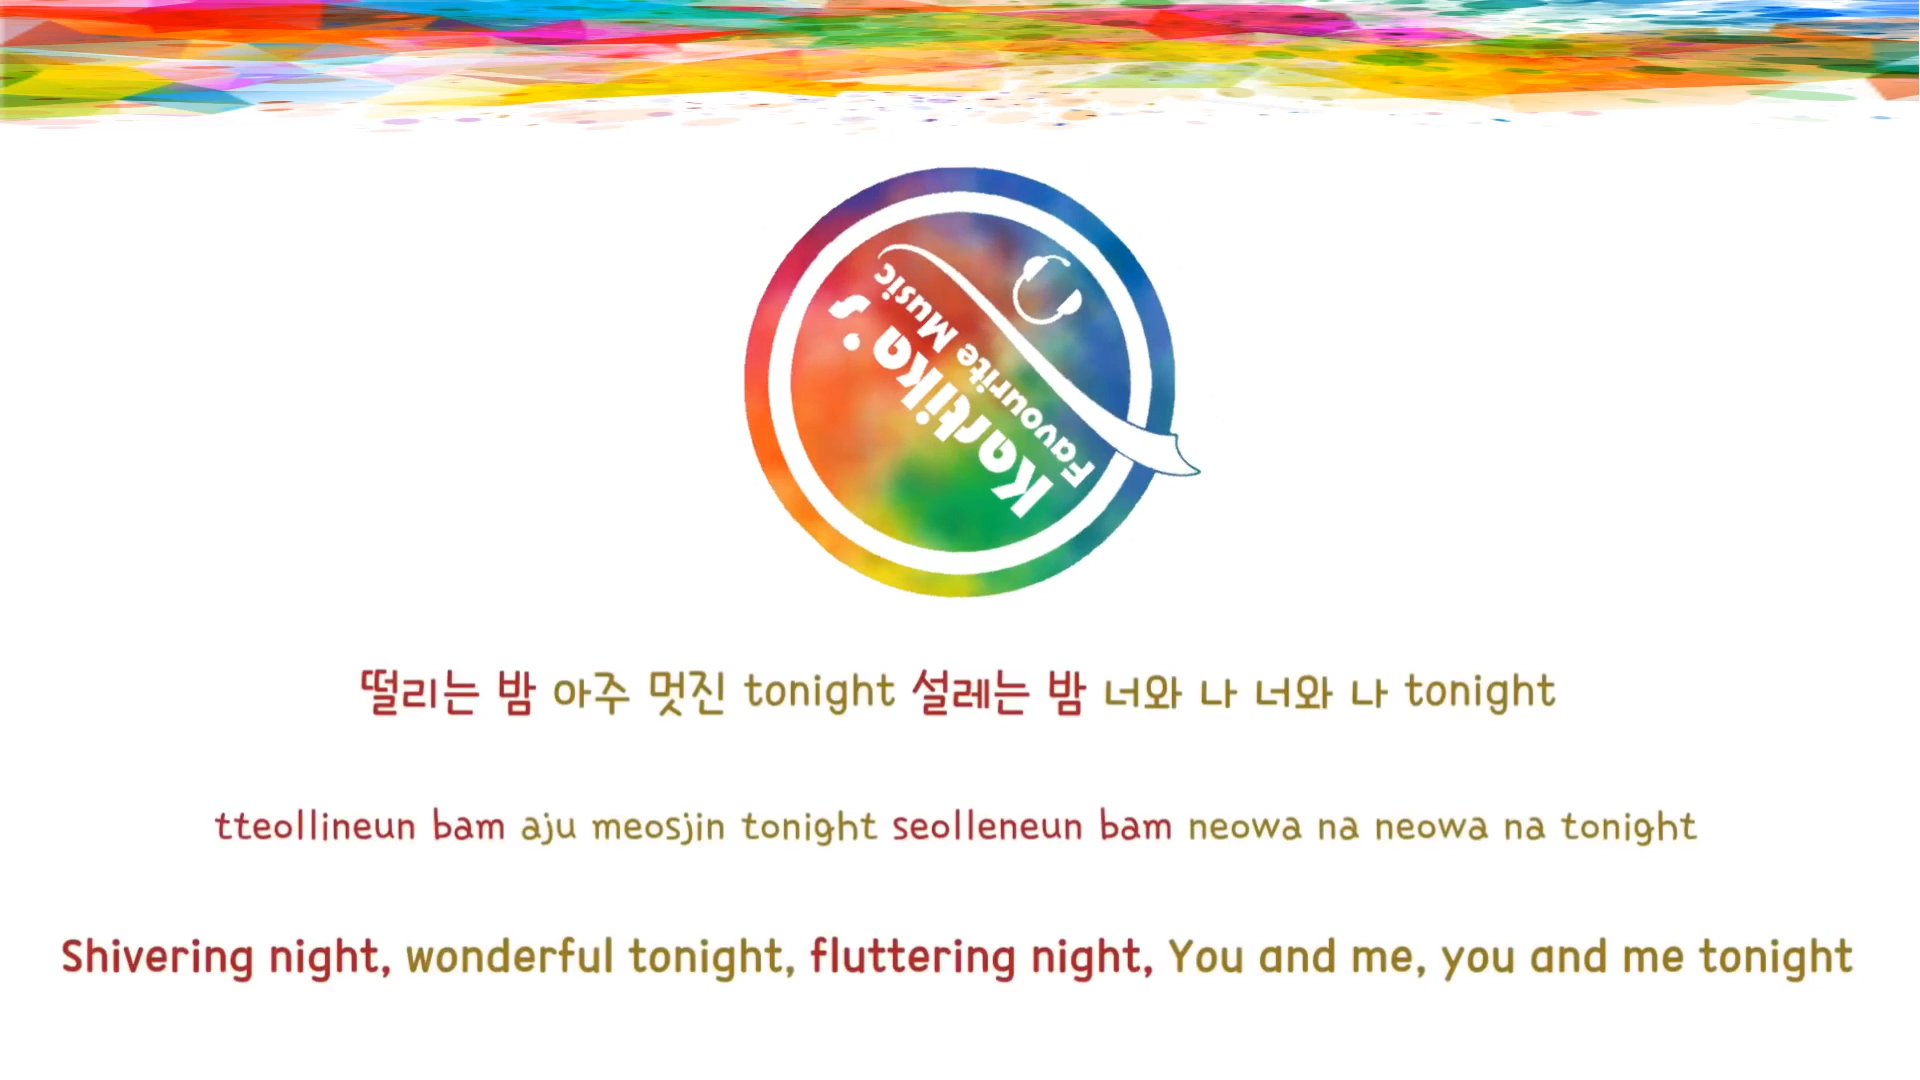 Kartika's
Favourite Music
떨리는 밤 아주 멋진 tonight 설레는 밤 너와 나 너와 나 tonight
tteollineun bam aju meosjin tonight seolleneun bam neowa na neowa na tonight
Shivering night, wonderful tonight, fluttering night, You and me, you and me tonight